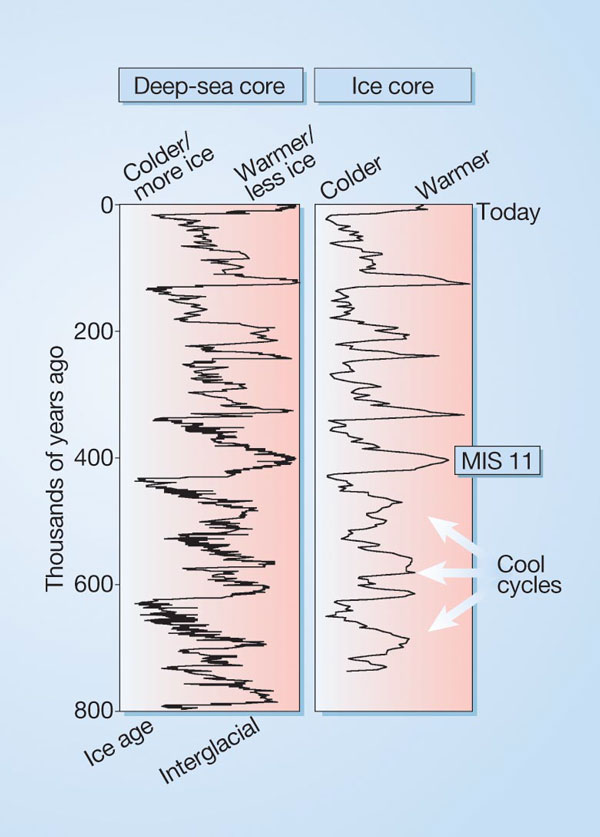 Deep-sea core
Ice core
Colder/
more ice
Warmer/
less ice
Colder
Warmer
0
Today
200
400
MIS 11
600
Cool
cycles
800
Thousands of years ago
Ice age
Interglacial